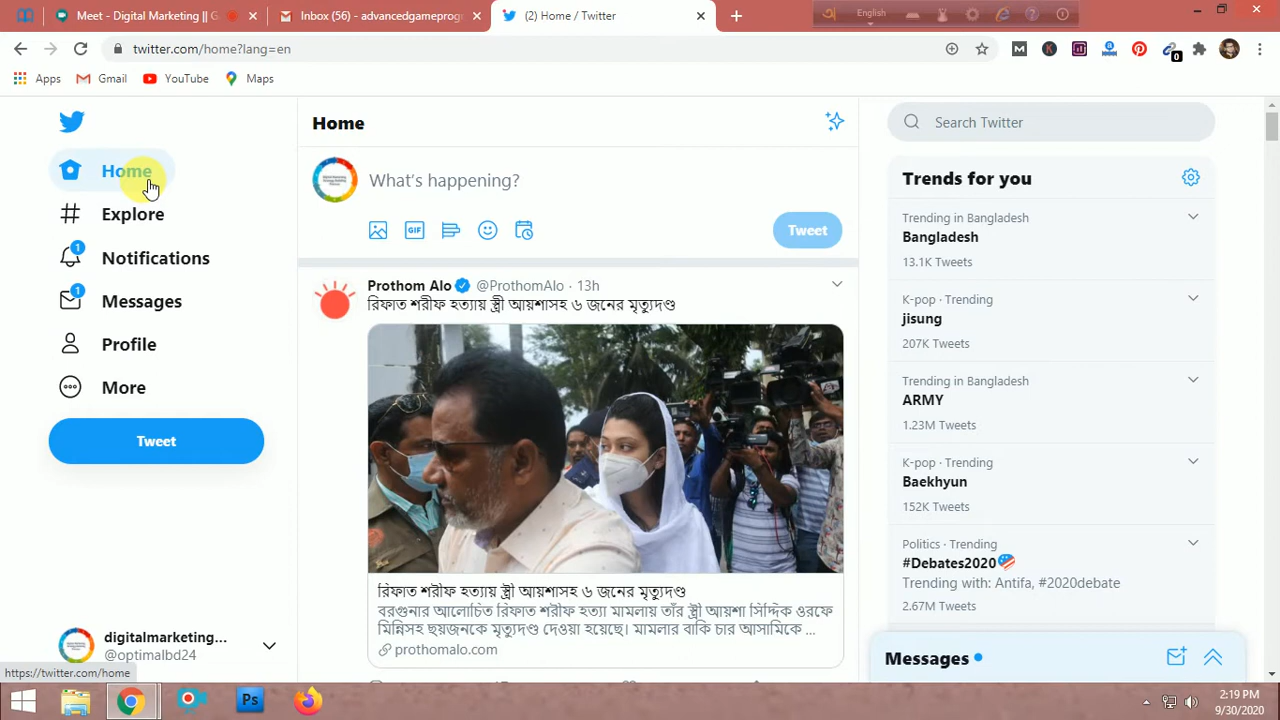 Meet - Digital Marketing || G
Inbox (56) - advancedgameprogr
(2) Home / Twitter
English
twitter.com/home?lang=en
0
Apps
Gmail
YouTube
Maps
Home
Explore
1
Notifications
1
Messages
Profile
More
Tweet
digitalmarketing...
@optimalbd24
https://twitter.com/home
Home
What's happening?
GIF
Tweet
Prothom Alo @ProthomAlo · 13h
রিফাত শরীফ হত্যায় স্ত্রী আয়শাসহ ৬ জনের মৃত্যুদণ্ড
রিফাত শরীফ হত্যায় স্ত্রী আয়শাসহ ৬ জনের মৃত্যুদণ্ড
বরগুনার আলোচিত রিফাত শরীফ হত্যা মামলায় তাঁর স্ত্রী আয়শা সিদ্দিক ওরফে
মিন্নিসহ ছয়জনকে মৃত্যুদণ্ড দেওয়া হয়েছে। মামলার বাকি চার আসামিকে ...
prothomalo.com
Search Twitter
Trends for you
Trending in Bangladesh
Bangladesh
13.1K Tweets
K-pop · Trending
jisung
207K Tweets
Trending in Bangladesh
ARMY
1.23M Tweets
K-pop · Trending
Baekhyun
152K Tweets
Politics · Trending
#Debates2020
Trending with: Antifa, #2020debate
2.67M Tweets
Messages
Ps
2:19 PM
9/30/2020